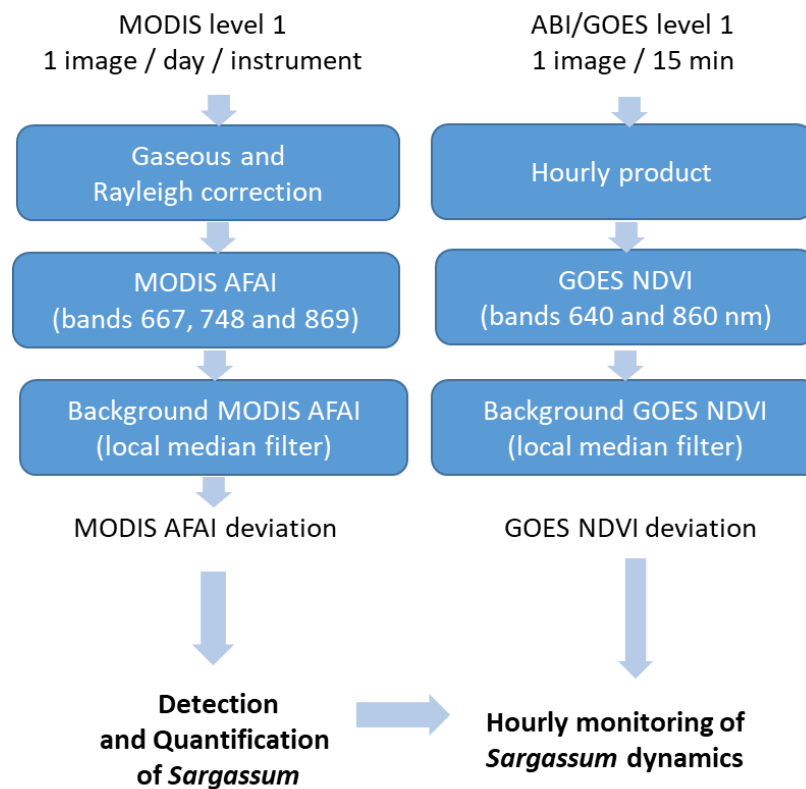 MODIS level 1
1 image / day / instrument
Gaseous and
Rayleigh correction
MODIS AFAI
(bands 667, 748 and 869)
Background MODIS AFAI
(local median filter)
MODIS AFAI deviation
Detection
and Quantification
of Sargassum
ABI/GOES level 1
1 image / 15 min
Hourly product
GOES NDVI
(bands 640 and 860 nm)
Background GOES NDVI
(local median filter)
GOES NDVI deviation
Hourly monitoring of
Sargassum dynamics